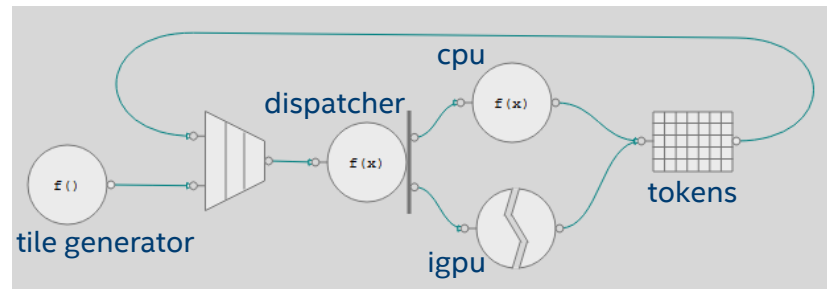 cpu
f(x)
dispatcher
f(x)
f()
tokens
tile generator
igpu